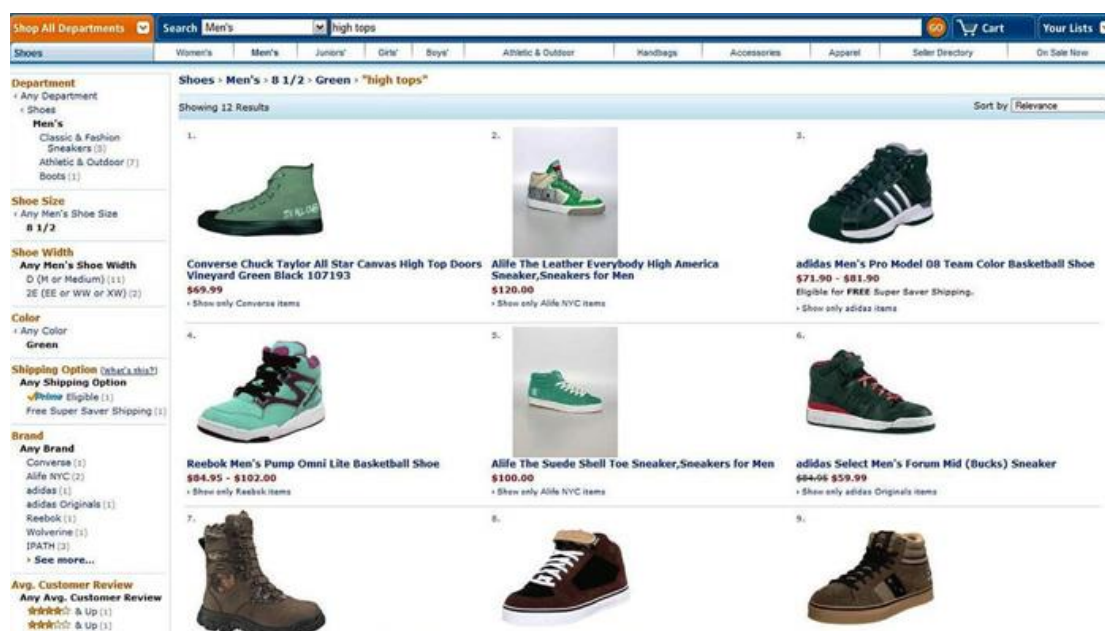 Shop All Departments
Search Men's high tops GO Cart Your Lists
Shoes Women's Men's Juniors' Girls' Boys' Athletic & Outdoor Handbags Accessories Apparel Seller Directory On Sale Now
Department
‹ Any Department
‹ Shoes
Men's
Classic & Fashion
Sneakers (5)
Athletic & Outdoor (7)
Boots (1)
Shoe Size
‹ Any Men's Shoe Size
8 1/2
Shoe Width
Any Men's Shoe Width
D (M or Medium) (11)
2E (EE or WW or XW) (2)
Color
‹ Any Color
Green
Shipping Option (What's this?)
Any Shipping Option
Prime Eligible (1)
Free Super Saver Shipping (1)
Brand
Any Brand
Converse (1)
Alife NYC (2)
adidas (1)
adidas Originals (1)
Reebok (1)
Wolverine (1)
IPATH (3)
› See more...
Avg. Customer Review
Any Avg. Customer Review
& Up (1)
& Up (1)
Shoes › Men's › 8 1/2 › Green › "high tops"
Showing 12 Results Sort by Relevance
1. 2. 3.
Converse Chuck Taylor All Star Canvas High Top Doors
Vineyard Green Black 107193
$69.99
› Show only Converse items
Alife The Leather Everybody High America
Sneaker,Sneakers for Men
$120.00
› Show only Alife NYC items
adidas Men's Pro Model 08 Team Color Basketball Shoe
$71.90 - $81.90
Eligible for FREE Super Saver Shipping.
› Show only adidas items
4. 5. 6.
Reebok Men's Pump Omni Lite Basketball Shoe
$84.95 - $102.00
› Show only Reebok items
Alife The Suede Shell Toe Sneaker,Sneakers for Men
$100.00
› Show only Alife NYC items
adidas Select Men's Forum Mid (Bucks) Sneaker
$84.95 $59.99
› Show only adidas Originals items
7. 8. 9.